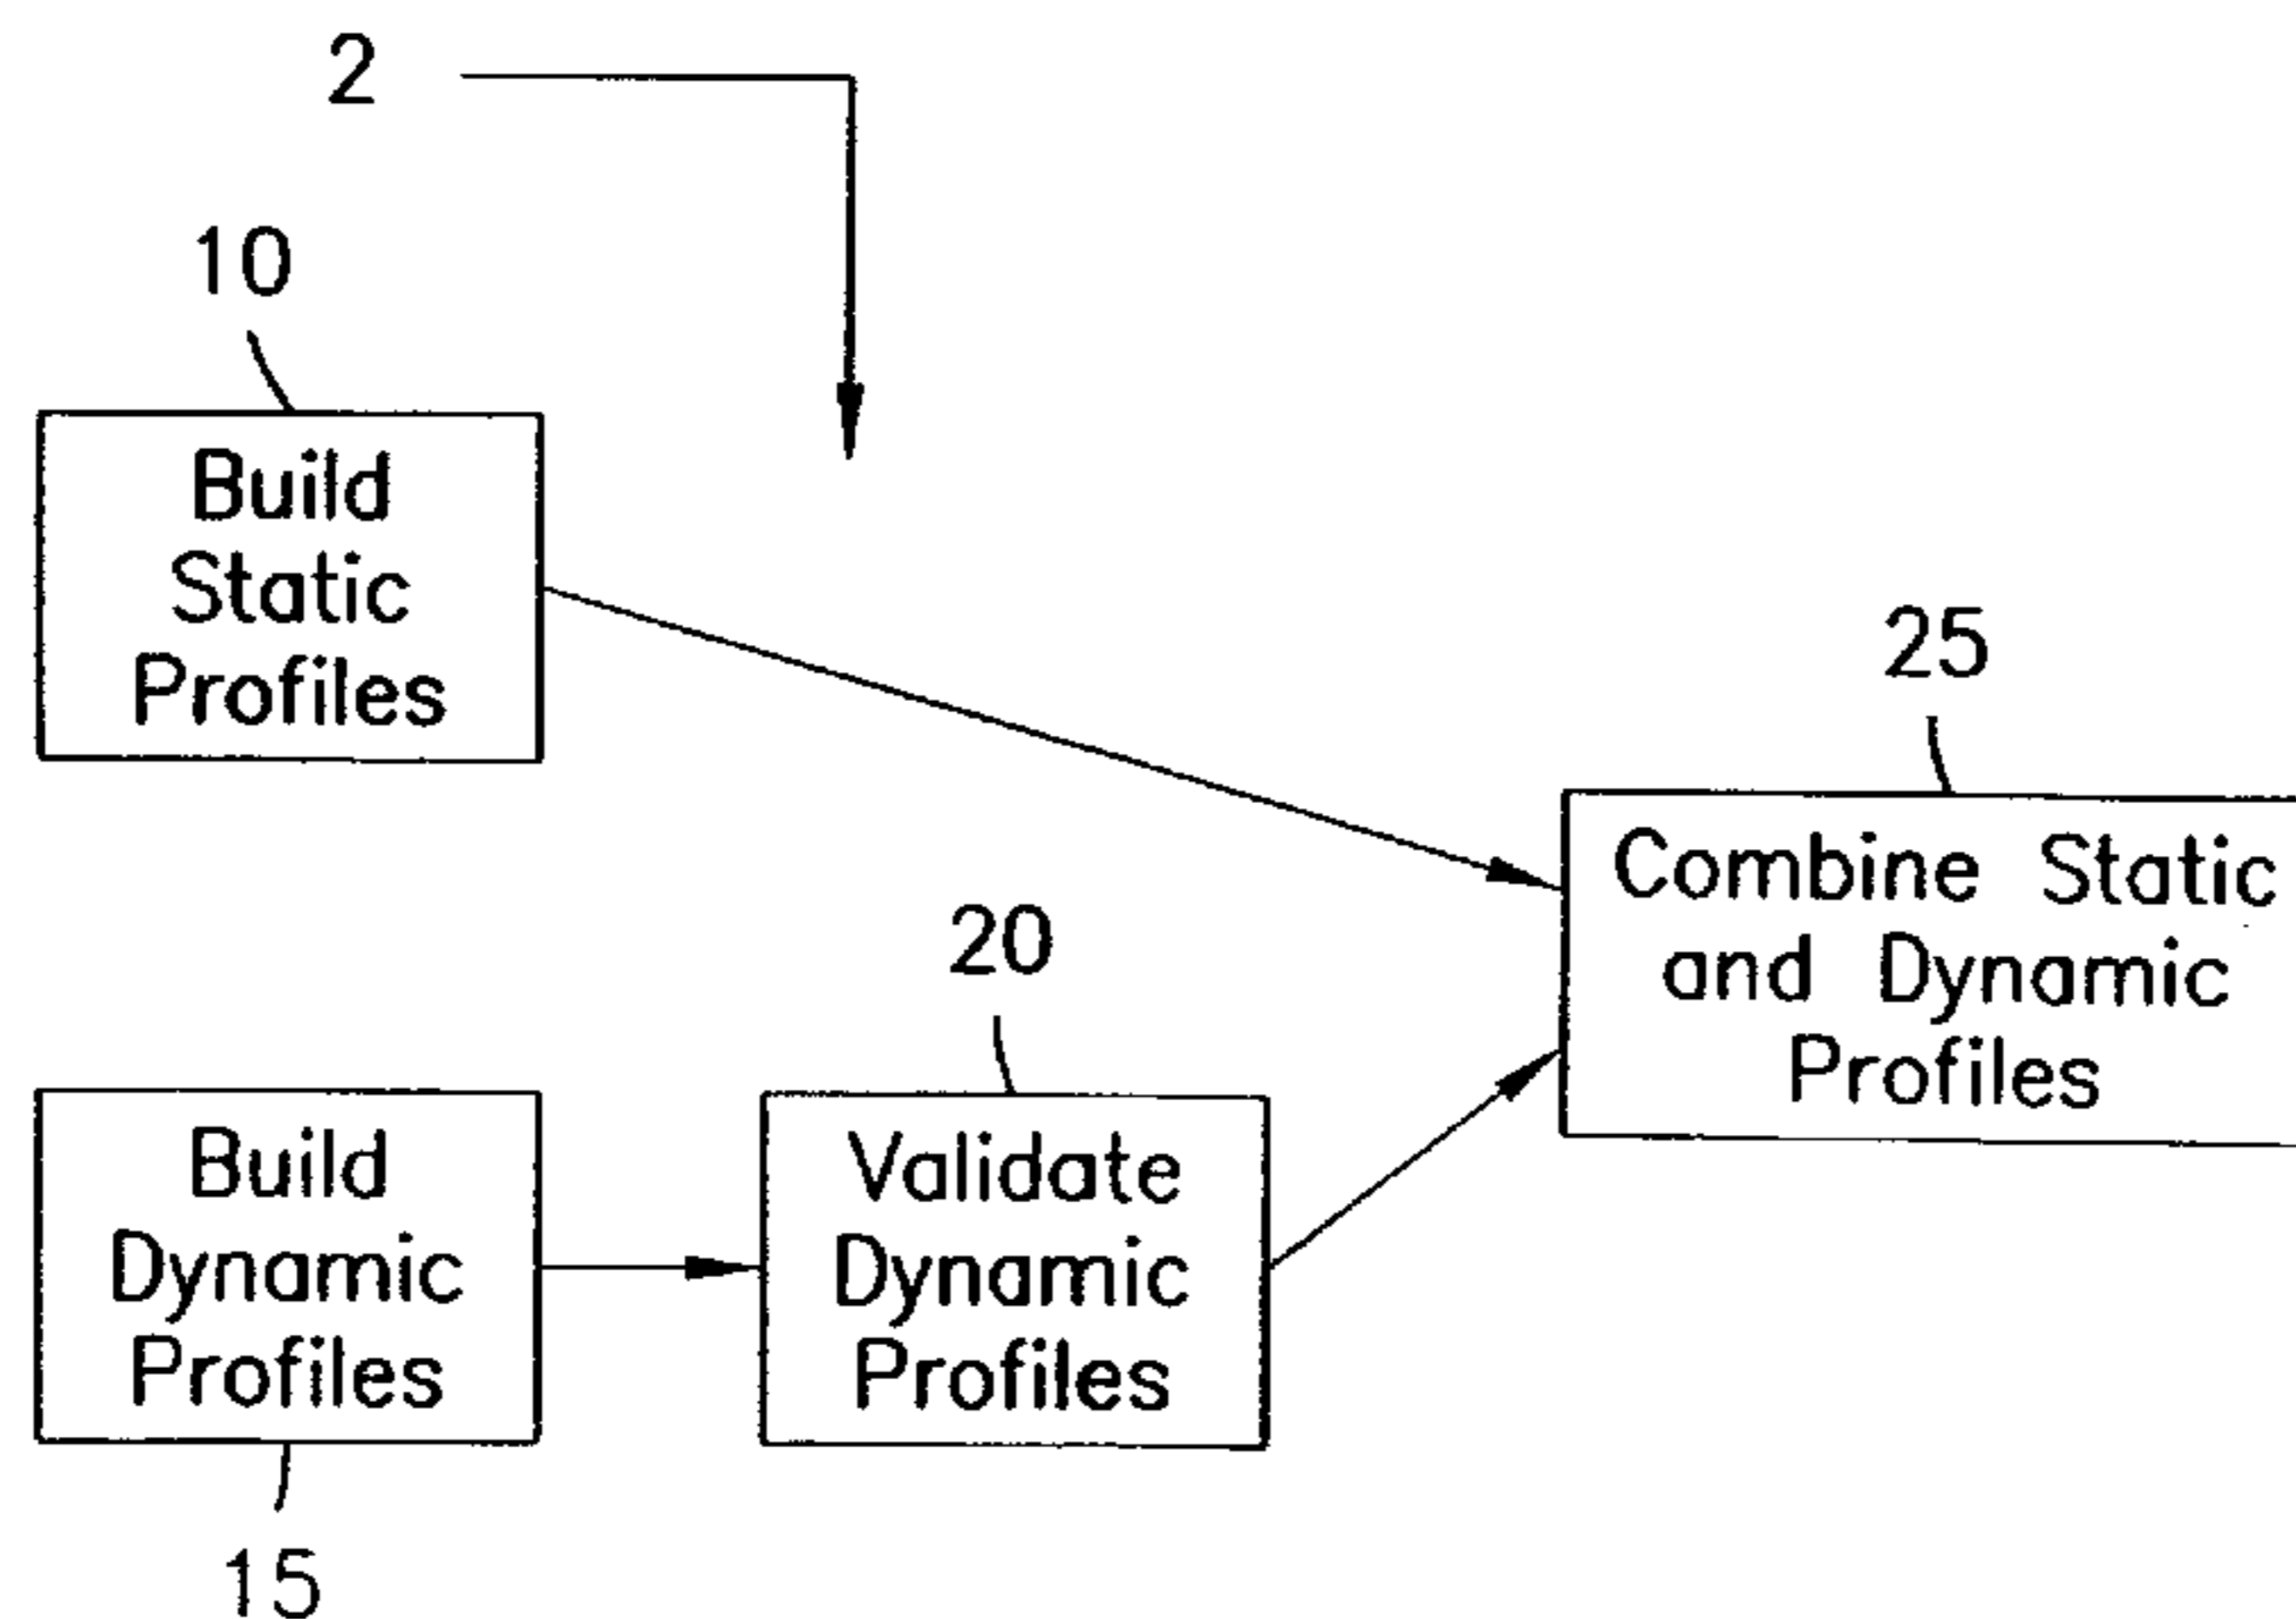 2
10
Build
Static
Profiles
25
Combine Static
and Dynamic
Profiles
20
Build
Dynamic
Profiles
Validate
Dynamic
Profiles
15